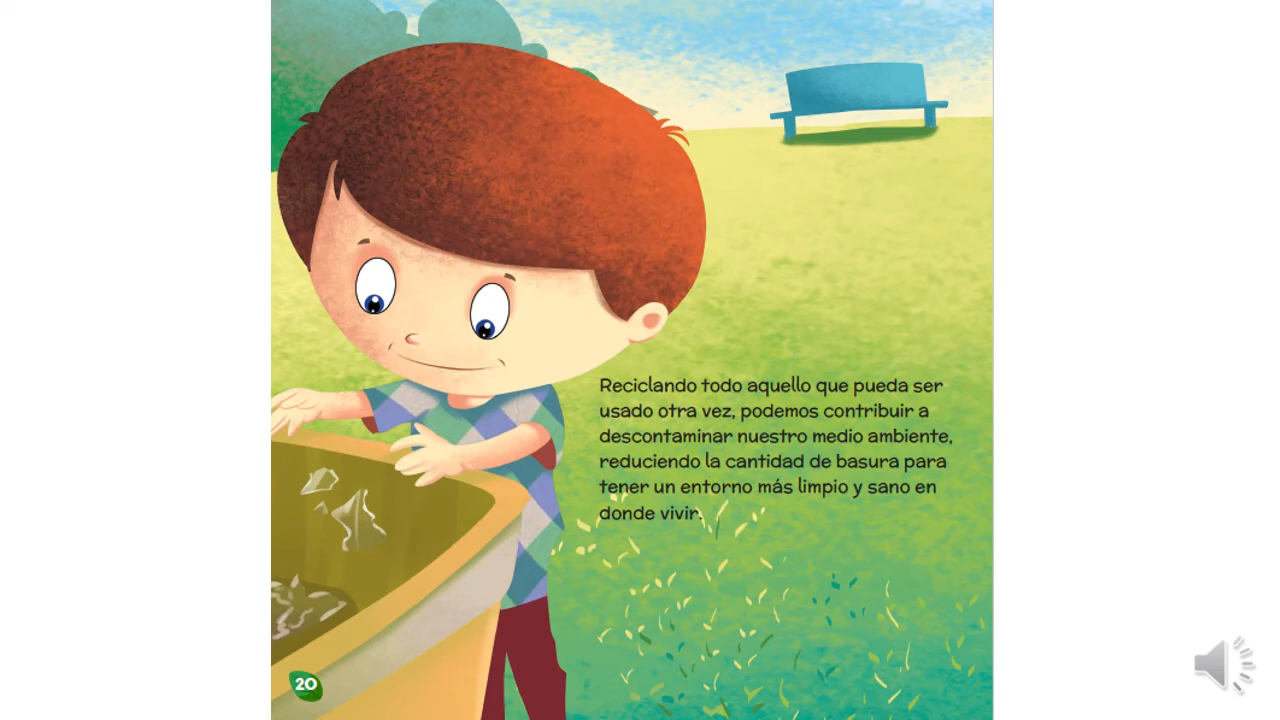 Reciclando todo aquello que pueda ser
usado otra vez, podemos contribuir a
descontaminar nuestro medio ambiente,
reduciendo la cantidad de basura para
tener un entorno más limpio y sano en
donde vivir.
20